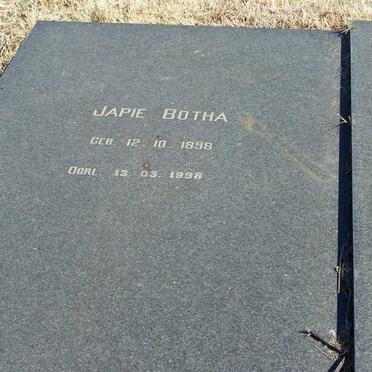 JAPIE BOTHA
GEB. 12. 10. 1898
OORL. 13. 03. 1998